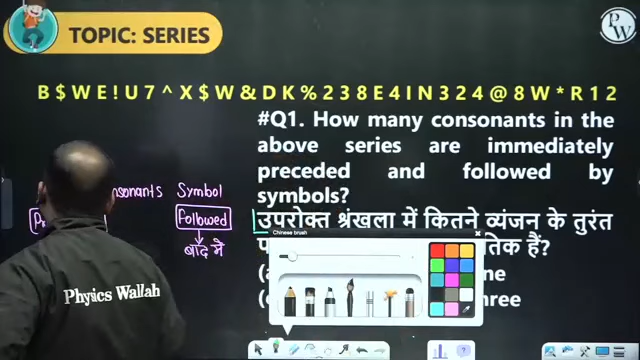 TOPIC: SERIES
B $ W E ! U 7 ^ X $ W & D K % 2 3 8 E 4 I N 3 2 4 @ 8 W * R 1 2
#Q1. How many consonants in the
above series are immediately
preceded and followed by
symbols?
Symbol
Followed
बाद मे
उपरोक्त श्रंखला में कितने व्यंजन के तुरंत
हैं?
Chinese brush
Physics Wallah